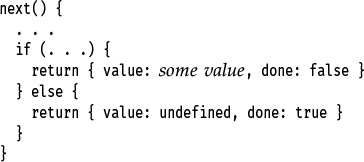 next() {
  . . .
  if (. . .) {
    return { value: some value, done: false }
  } else {
    return { value: undefined, done: true }
  }
}